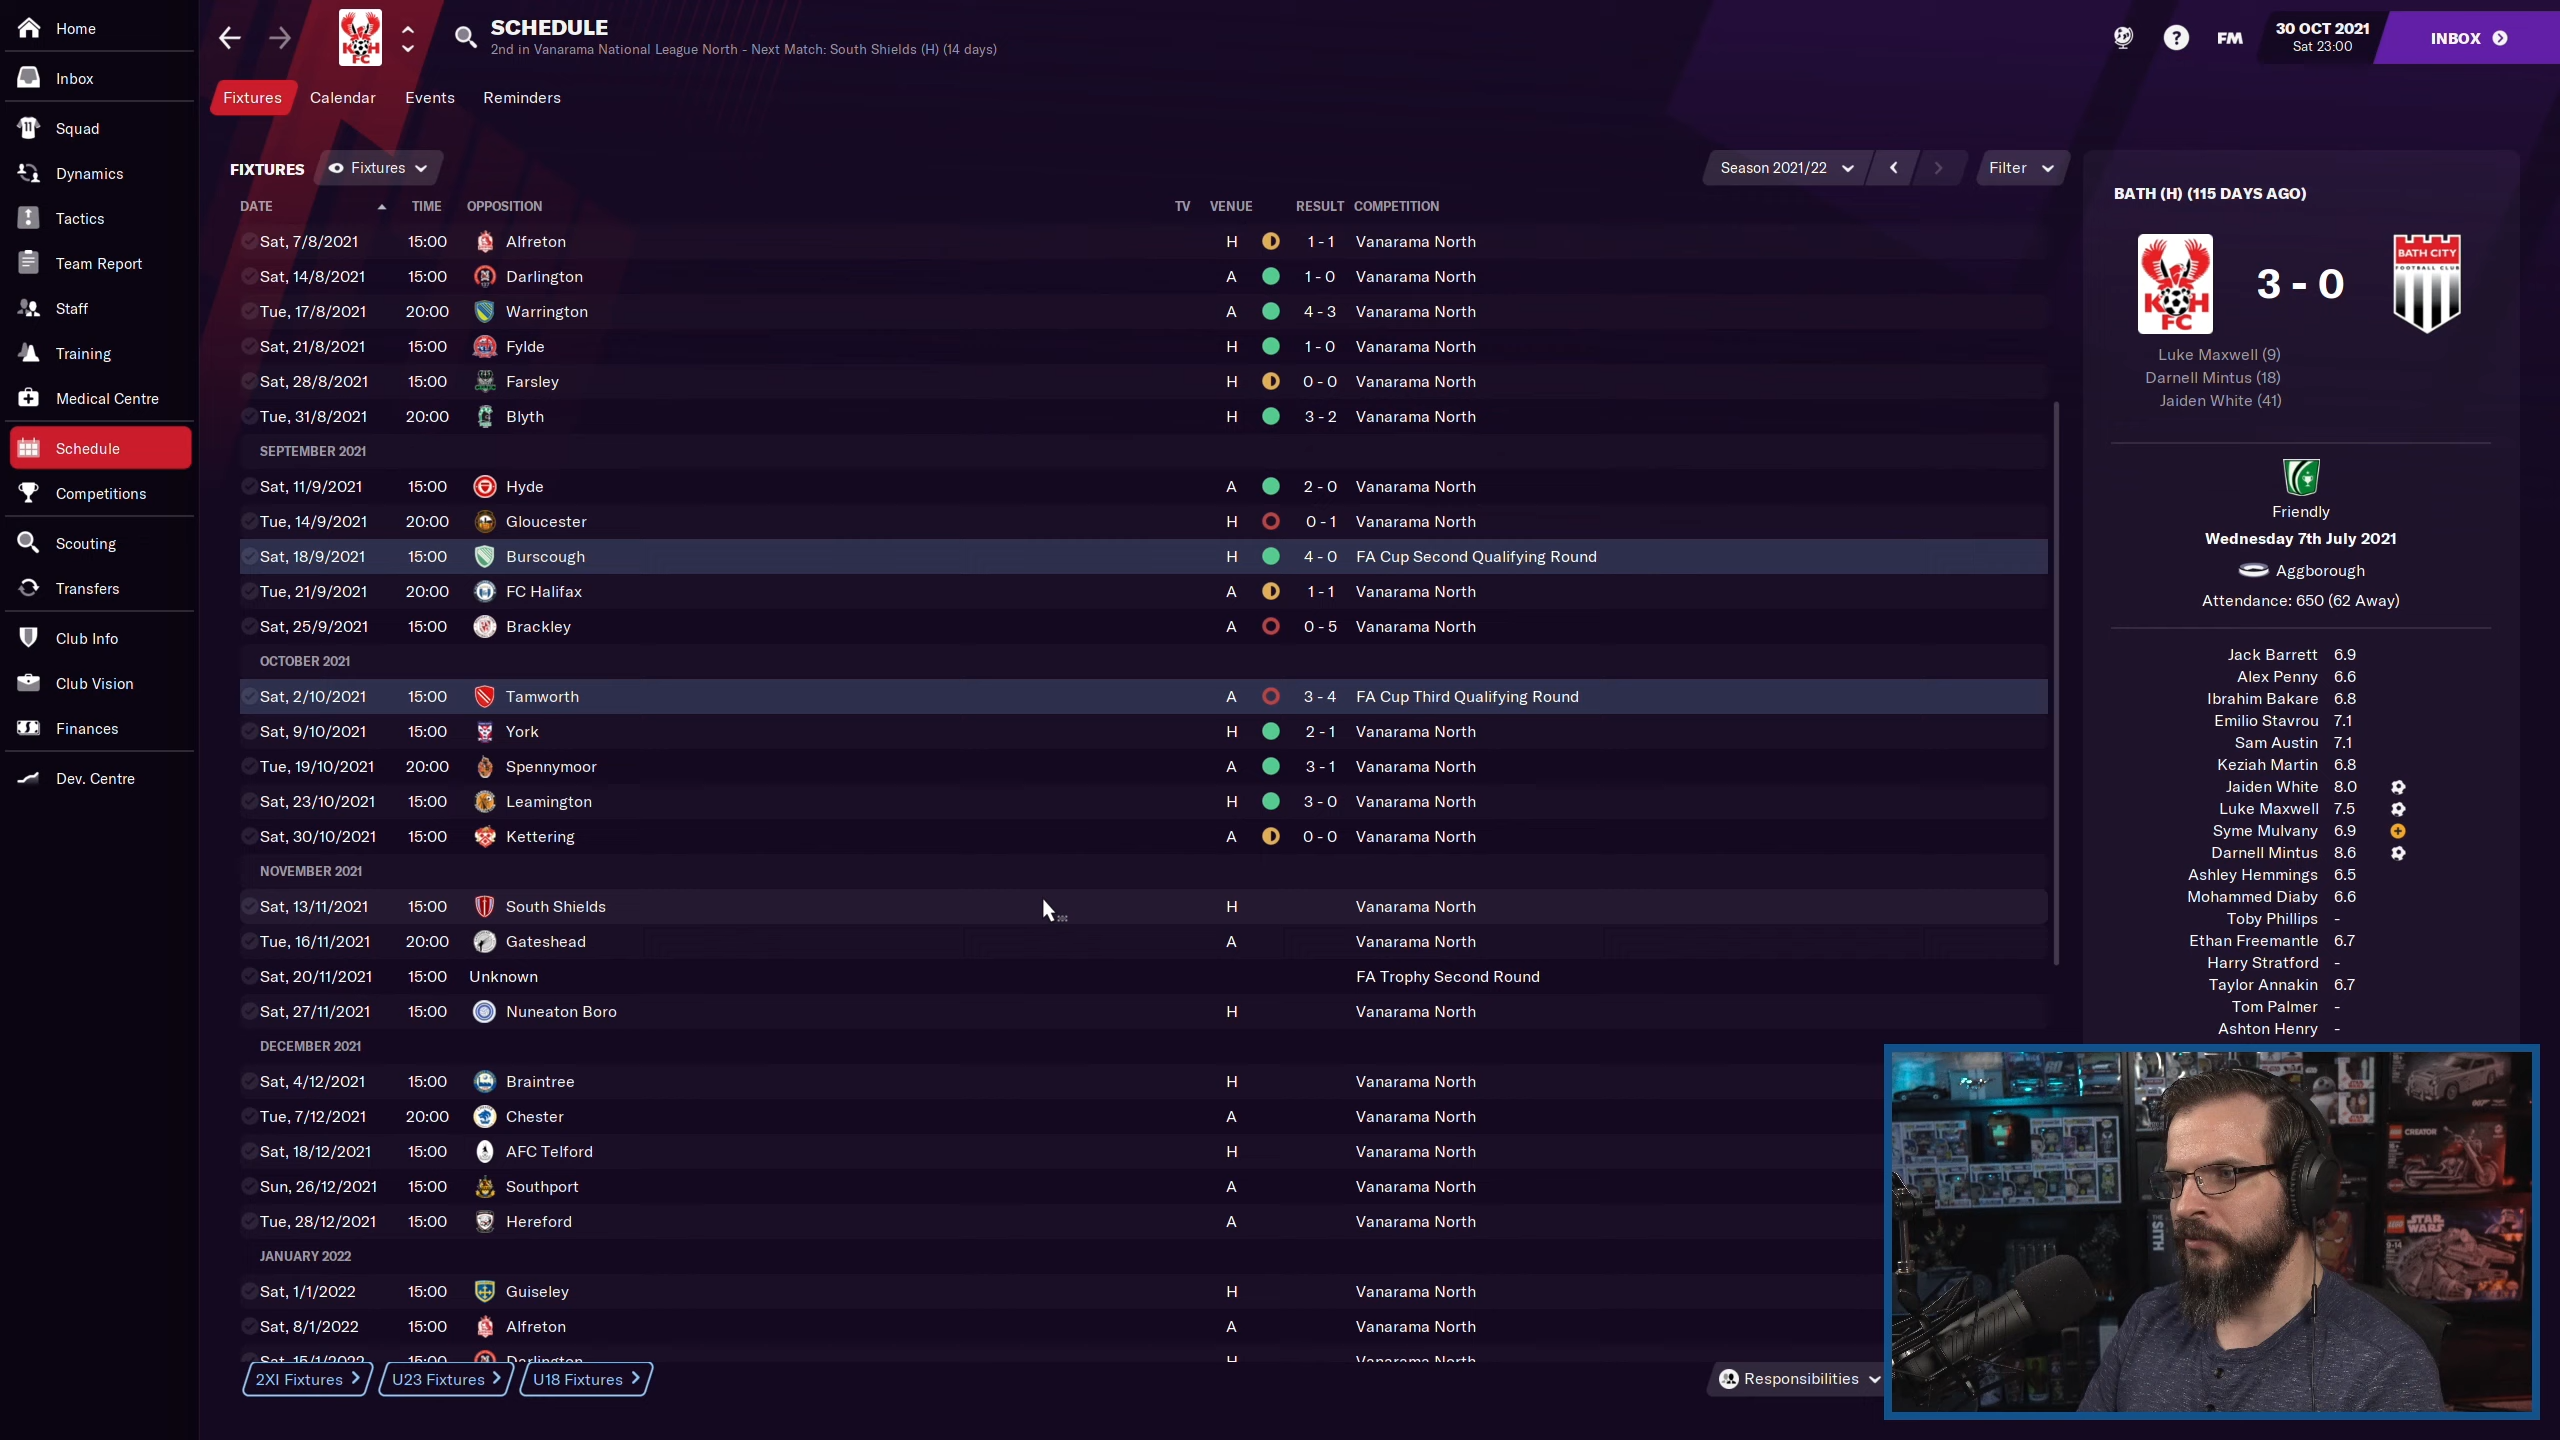 Home
Inbox
Squad
Dynamics
Tactics
Team Report
Staff
Training
Medical Centre
Schedule
Competitions
Scouting
Transfers
Club Info
Club Vision
Finances
Dev. Centre
KH
FC
SCHEDULE
2nd in Vanarama National League North - Next Match: South Shields (H) (14 days)
FM
30 OCT 2021
Sat 23:00
INBOX
Fixtures Calendar Events Reminders
FIXTURES Fixtures
Season 2021/22 Filter
DATE TIME OPPOSITION TV VENUE RESULT COMPETITION
Sat, 7/8/2021 15:00 Alfreton H 1 - 1 Vanarama North
Sat, 14/8/2021 15:00 Darlington A 1 - 0 Vanarama North
Tue, 17/8/2021 20:00 Warrington A 4 - 3 Vanarama North
Sat, 21/8/2021 15:00 Fylde H 1 - 0 Vanarama North
Sat, 28/8/2021 15:00 Farsley H 0 - 0 Vanarama North
Tue, 31/8/2021 20:00 Blyth H 3 - 2 Vanarama North
SEPTEMBER 2021
Sat, 11/9/2021 15:00 Hyde A 2 - 0 Vanarama North
Tue, 14/9/2021 20:00 Gloucester H 0 - 1 Vanarama North
Sat, 18/9/2021 15:00 Burscough H 4 - 0 FA Cup Second Qualifying Round
Tue, 21/9/2021 20:00 FC Halifax A 1 - 1 Vanarama North
Sat, 25/9/2021 15:00 Brackley A 0 - 5 Vanarama North
OCTOBER 2021
Sat, 2/10/2021 15:00 Tamworth A 3 - 4 FA Cup Third Qualifying Round
Sat, 9/10/2021 15:00 York H 2 - 1 Vanarama North
Tue, 19/10/2021 20:00 Spennymoor A 3 - 1 Vanarama North
Sat, 23/10/2021 15:00 Leamington H 3 - 0 Vanarama North
Sat, 30/10/2021 15:00 Kettering A 0 - 0 Vanarama North
NOVEMBER 2021
Sat, 13/11/2021 15:00 South Shields H Vanarama North
Tue, 16/11/2021 20:00 Gateshead A Vanarama North
Sat, 20/11/2021 15:00 Unknown FA Trophy Second Round
Sat, 27/11/2021 15:00 Nuneaton Boro H Vanarama North
DECEMBER 2021
Sat, 4/12/2021 15:00 Braintree H Vanarama North
Tue, 7/12/2021 20:00 Chester A Vanarama North
Sat, 18/12/2021 15:00 AFC Telford H Vanarama North
Sun, 26/12/2021 15:00 Southport A Vanarama North
Tue, 28/12/2021 15:00 Hereford A Vanarama North
JANUARY 2022
Sat, 1/1/2022 15:00 Guiseley H Vanarama North
Sat, 8/1/2022 15:00 Alfreton A Vanarama North
Sat, 15/1/2022 15:00 Darlington H Vanarama North
2XI Fixtures U23 Fixtures U18 Fixtures
Responsibilities
BATH (H) (115 DAYS AGO)
KH
FC
3 - 0
BATH CITY
FOOTBALL CLUB
Luke Maxwell (9)
Darnell Mintus (18)
Jaiden White (41)
Friendly
Wednesday 7th July 2021
Aggborough
Attendance: 650 (62 Away)
Jack Barrett 6.9
Alex Penny 6.6
Ibrahim Bakare 6.8
Emilio Stavrou 7.1
Sam Austin 7.1
Keziah Martin 6.8
Jaiden White 8.0
Luke Maxwell 7.5
Syme Mulvany 6.9
Darnell Mintus 8.6
Ashley Hemmings 6.5
Mohammed Diaby 6.6
Toby Phillips -
Ethan Freemantle 6.7
Harry Stratford -
Taylor Annakin 6.7
Tom Palmer -
Ashton Henry -
007
CREATOR
THE SITH
LEGO STAR WARS